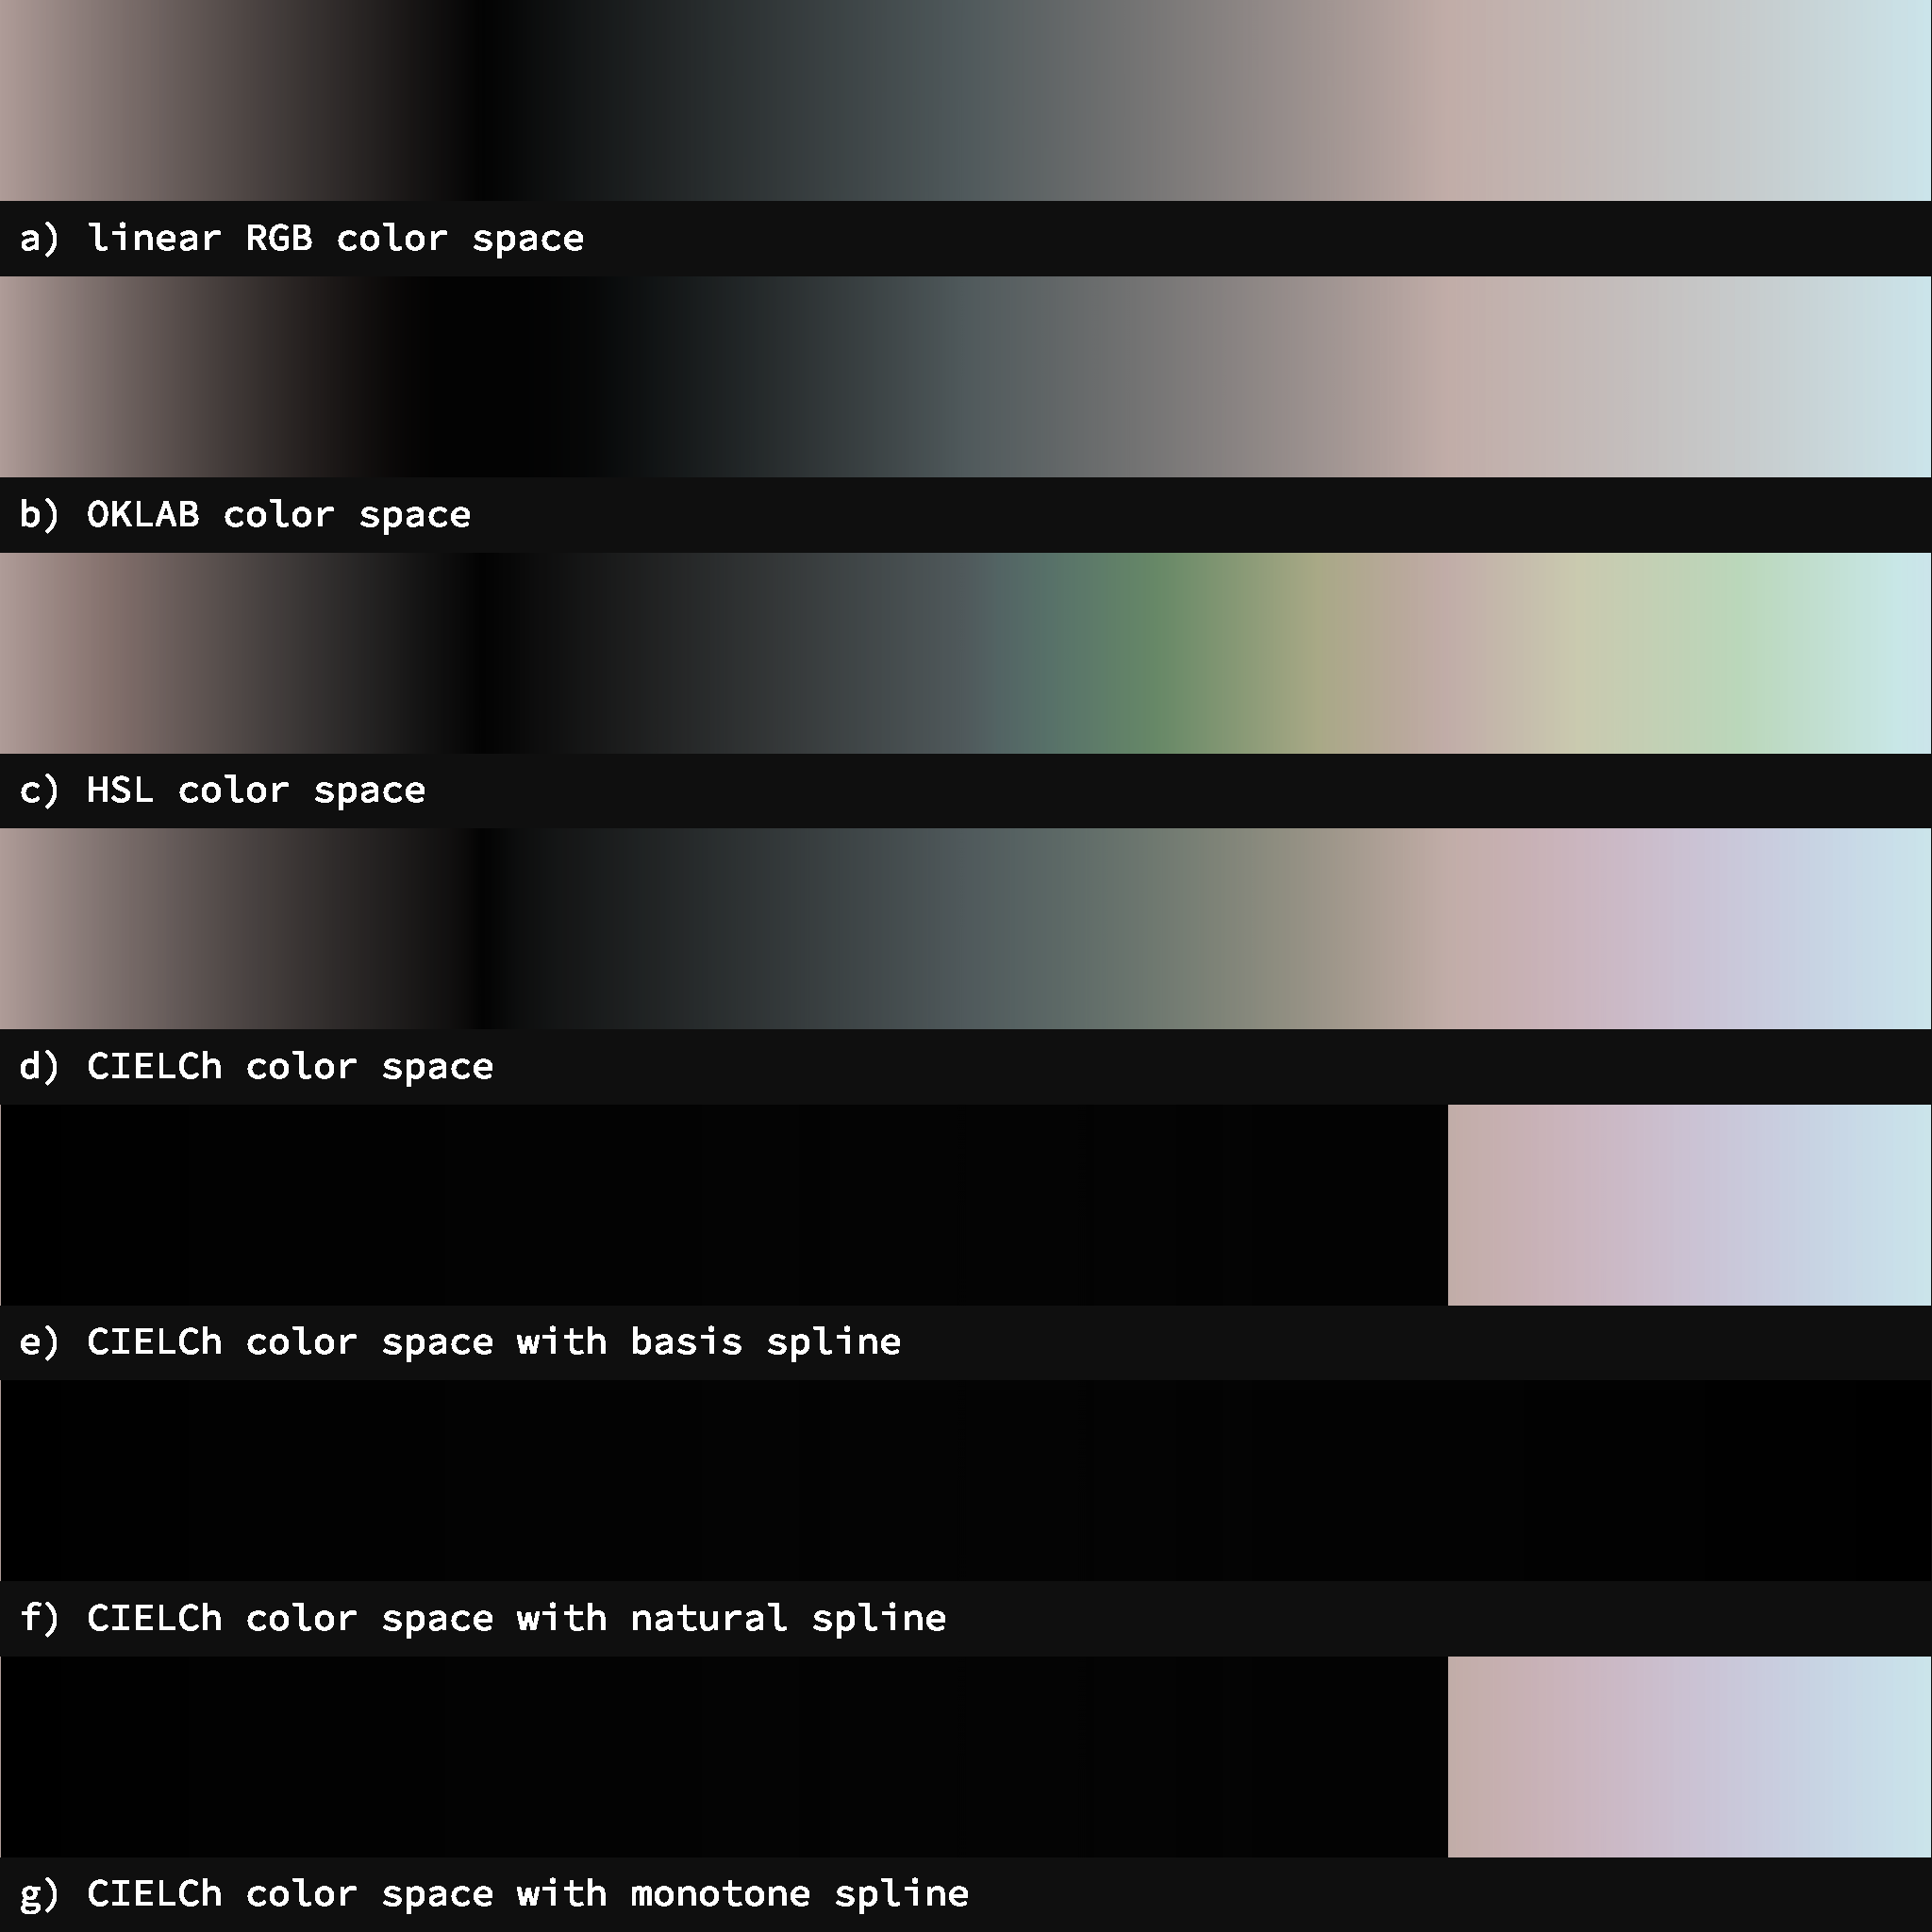 a) linear RGB color space
b) OKLAB color space
c) HSL color space
d) CIELCh color space
e) CIELCh color space with basis spline
f) CIELCh color space with natural spline
g) CIELCh color space with monotone spline